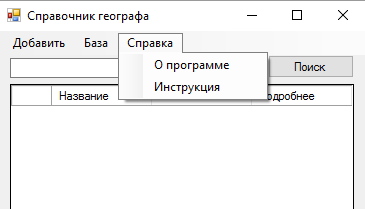 Справочник географа
Добавить База Справка
О программе
Поиск
Инструкция
Название
одробнее